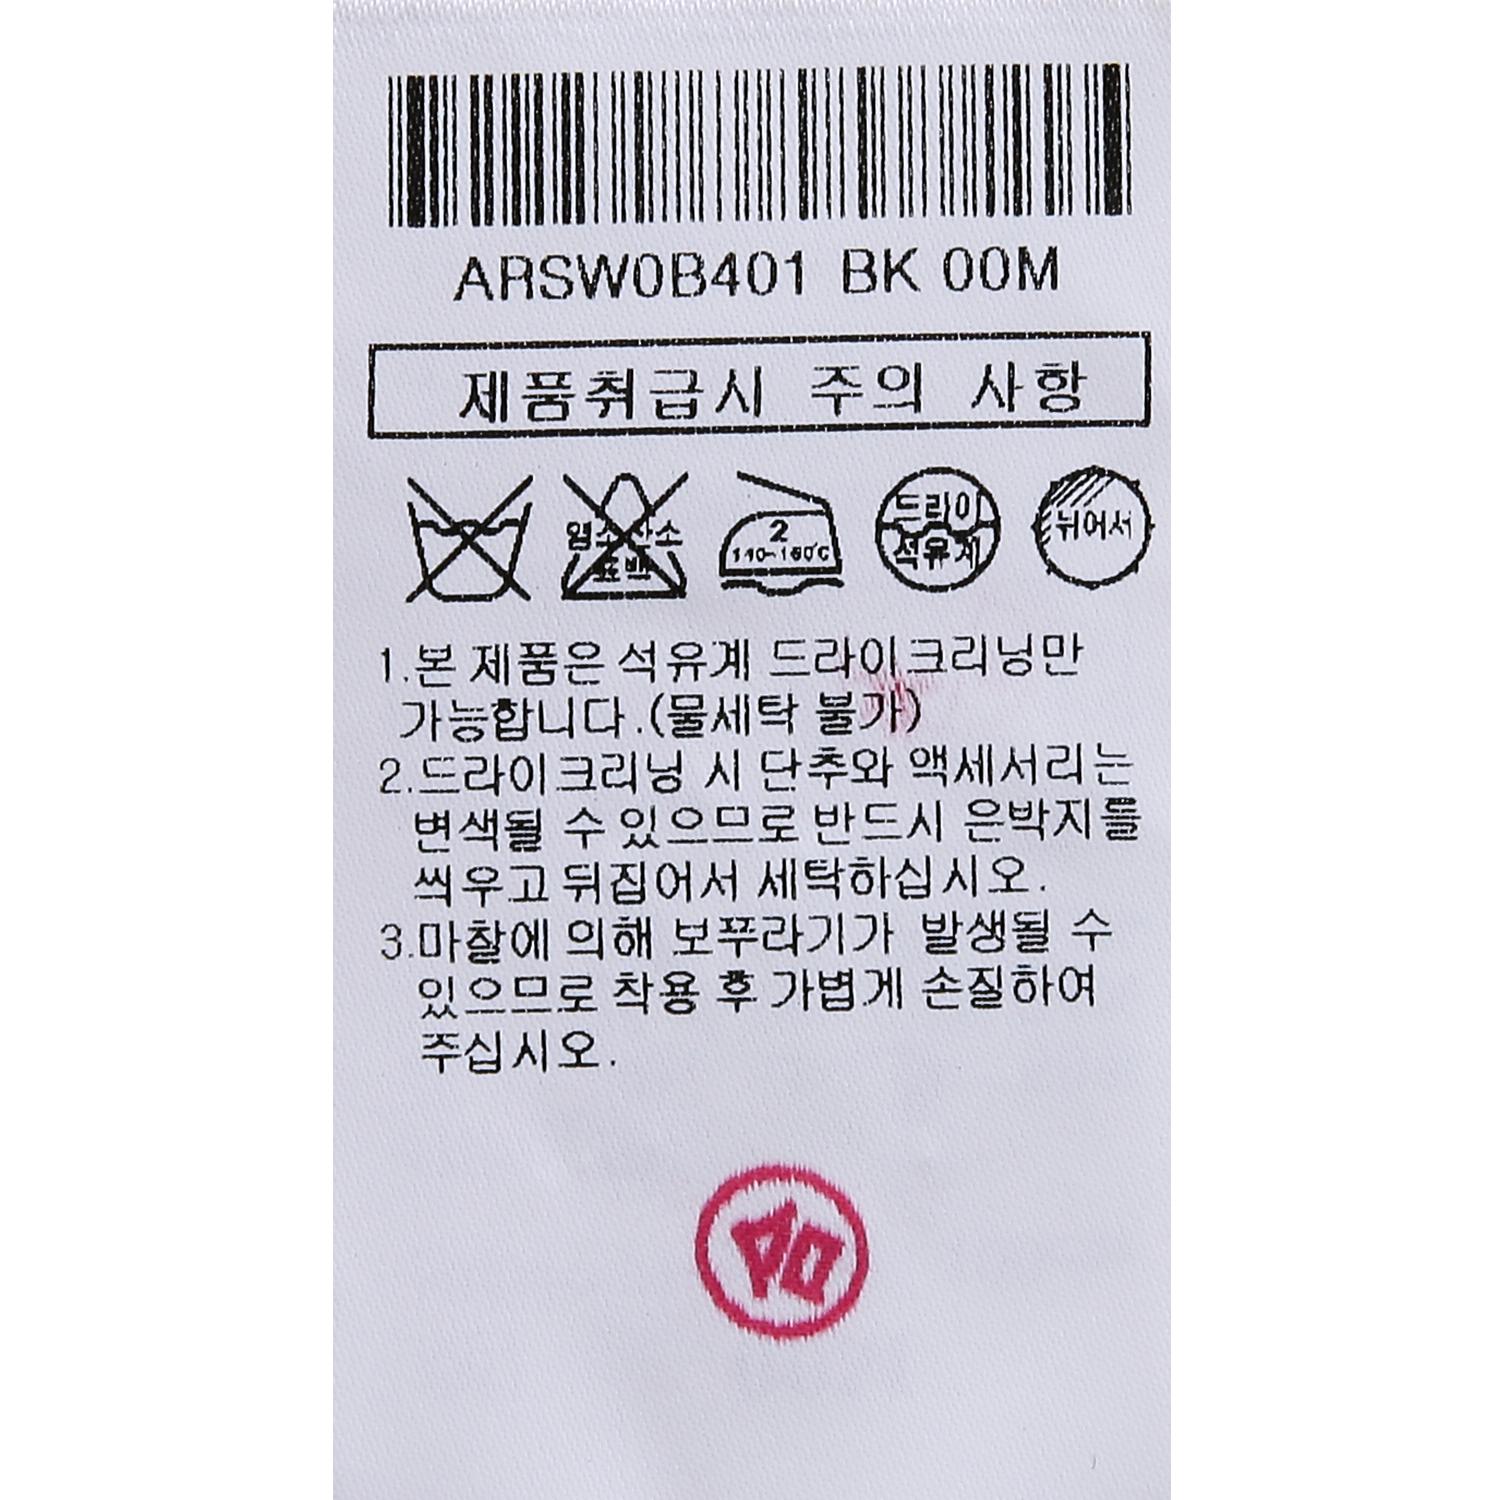 ARSW0B401 BK 00M
제품취급시 주의 사항
염소산소
표백
2
140~160℃
드라이
석유계
뉘어서
1.본 제품은 석유계 드라이크리닝만
가능합니다.(물세탁 불가)
2.드라이크리닝 시 단추와 액세서리는
변색될 수 있으므로 반드시 은박지를
씌우고 뒤집어서 세탁하십시오.
3.마찰에 의해 보푸라기가 발생될 수
있으므로 착용 후 가볍게 손질하여
주십시오.